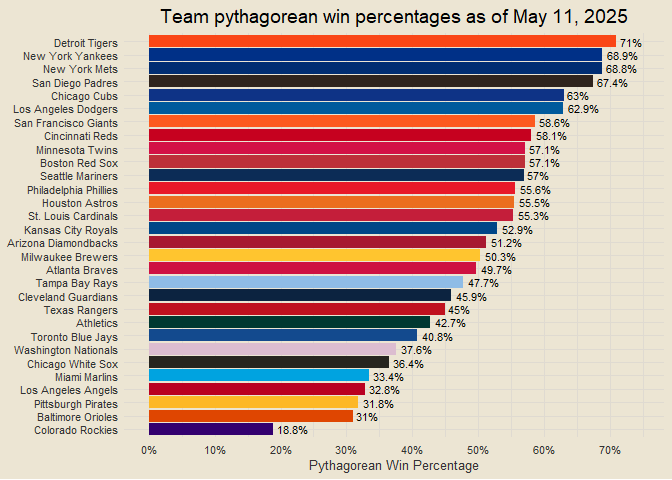 Team pythagorean win percentages as of May 11, 2025
Detroit Tigers 71%
New York Yankees 68.9%
New York Mets 68.8%
San Diego Padres 67.4%
Chicago Cubs 63%
Los Angeles Dodgers 62.9%
San Francisco Giants 58.6%
Cincinnati Reds 58.1%
Minnesota Twins 57.1%
Boston Red Sox 57.1%
Seattle Mariners 57%
Philadelphia Phillies 55.6%
Houston Astros 55.5%
St. Louis Cardinals 55.3%
Kansas City Royals 52.9%
Arizona Diamondbacks 51.2%
Milwaukee Brewers 50.3%
Atlanta Braves 49.7%
Tampa Bay Rays 47.7%
Cleveland Guardians 45.9%
Texas Rangers 45%
Athletics 42.7%
Toronto Blue Jays 40.8%
Washington Nationals 37.6%
Chicago White Sox 36.4%
Miami Marlins 33.4%
Los Angeles Angels 32.8%
Pittsburgh Pirates 31.8%
Baltimore Orioles 31%
Colorado Rockies 18.8%
0% 10% 20% 30% 40% 50% 60% 70%
Pythagorean Win Percentage